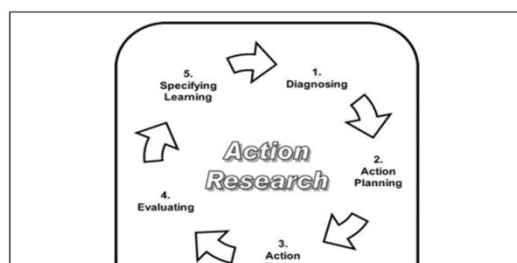 1.
Diagnosing
2.
Action
Planning
3.
Action
4.
Evaluating
5.
Specifying
Learning
Action
Research